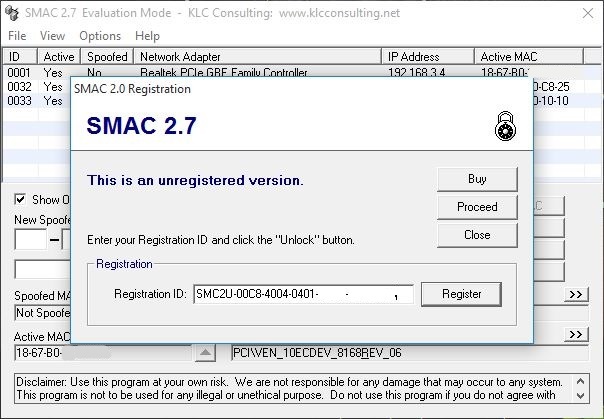 SMAC 2.7 Evaluation Mode - KLC Consulting: www.klcconsulting.net
File View Options Help
ID Active Spoofed Network Adapter IP Address Active MAC
0001 Yes No Realtek PCIe GBE Family Controller 192.168.3.4 18-67-B0-
0032 Yes 0-C8-25
0033 Yes 0-10-10
SMAC 2.0 Registration
SMAC 2.7
This is an unregistered version.
Buy
Proceed
Close
Enter your Registration ID and click the "Unlock" button.
Registration
Registration ID: SMC2U-00C8-4004-0401- - , Register
Show O
New Spoofe
Spoofed MA >>
Not Spoofe
Active MAC >>
18-67-B0- PCI\VEN_10ECDEV_8168REV_06
Disclaimer: Use this program at your own risk. We are not responsible for any damage that may occur to any system.
This program is not to be used for any illegal or unethical purpose. Do not use this program if you do not agree with